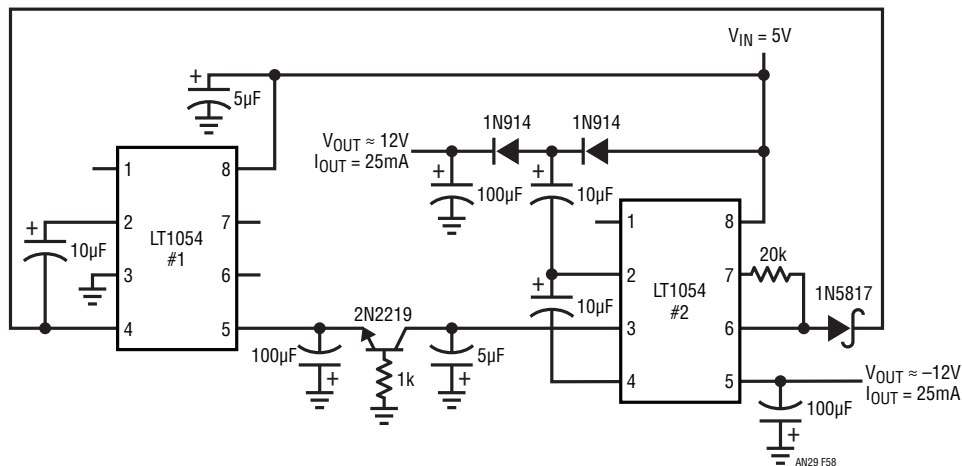 V_IN = 5V
+
5µF
1N914
1N914
V_OUT ≈ 12V
I_OUT = 25mA
+
100µF
+
10µF
1
8
2
7
LT1054
#1
3
6
4
5
+
10µF
1
8
20k
2
7
1N5817
LT1054
#2
+
10µF
3
6
4
5
2N2219
100µF
+
1k
5µF
+
V_OUT ≈ –12V
I_OUT = 25mA
100µF
+
AN29 F58